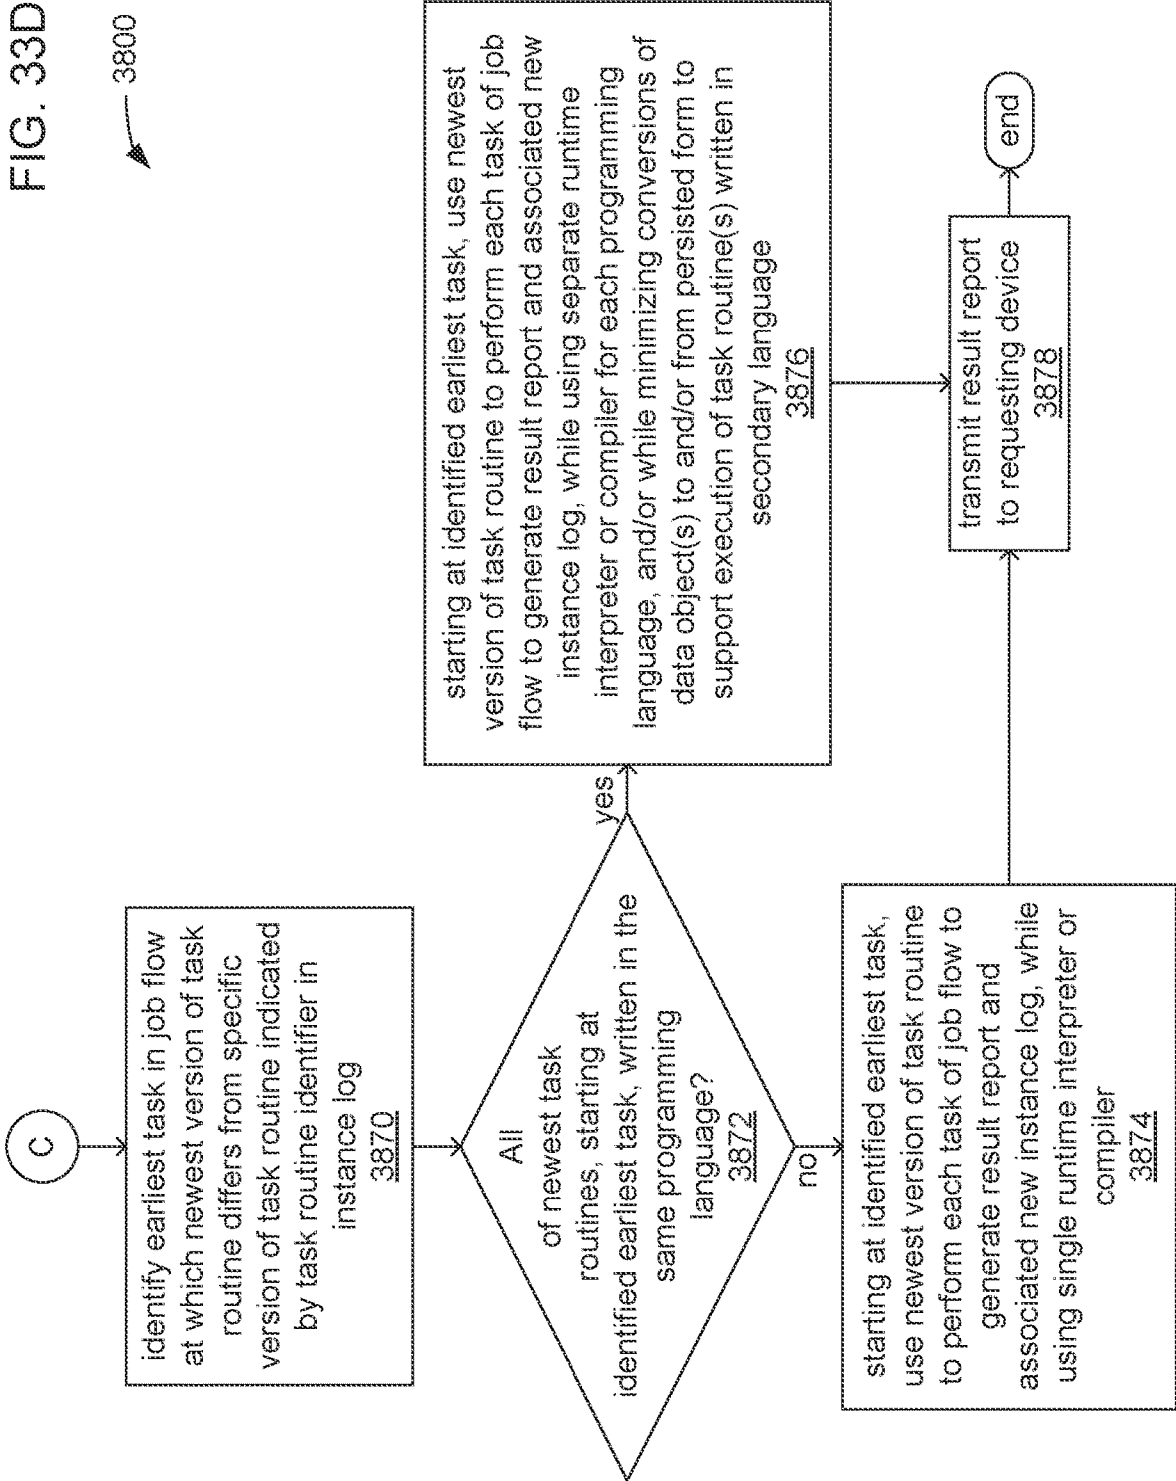 FIG. 33D
3800
C
identify earliest task in job flow
at which newest version of task
routine differs from specific
version of task routine indicated
by task routine identifier in
instance log
3870
All
of newest task
routines, starting at
identified earliest task, written in the
same programming
language?
3872
yes
no
starting at identified earliest task, use newest
version of task routine to perform each task of job
flow to generate result report and associated new
instance log, while using separate runtime
interpreter or compiler for each programming
language, and/or while minimizing conversions of
data object(s) to and/or from persisted form to
support execution of task routine(s) written in
secondary language
3876
starting at identified earliest task,
use newest version of task routine
to perform each task of job flow to
generate result report and
associated new instance log, while
using single runtime interpreter or
compiler
3874
transmit result report
to requesting device
3878
end